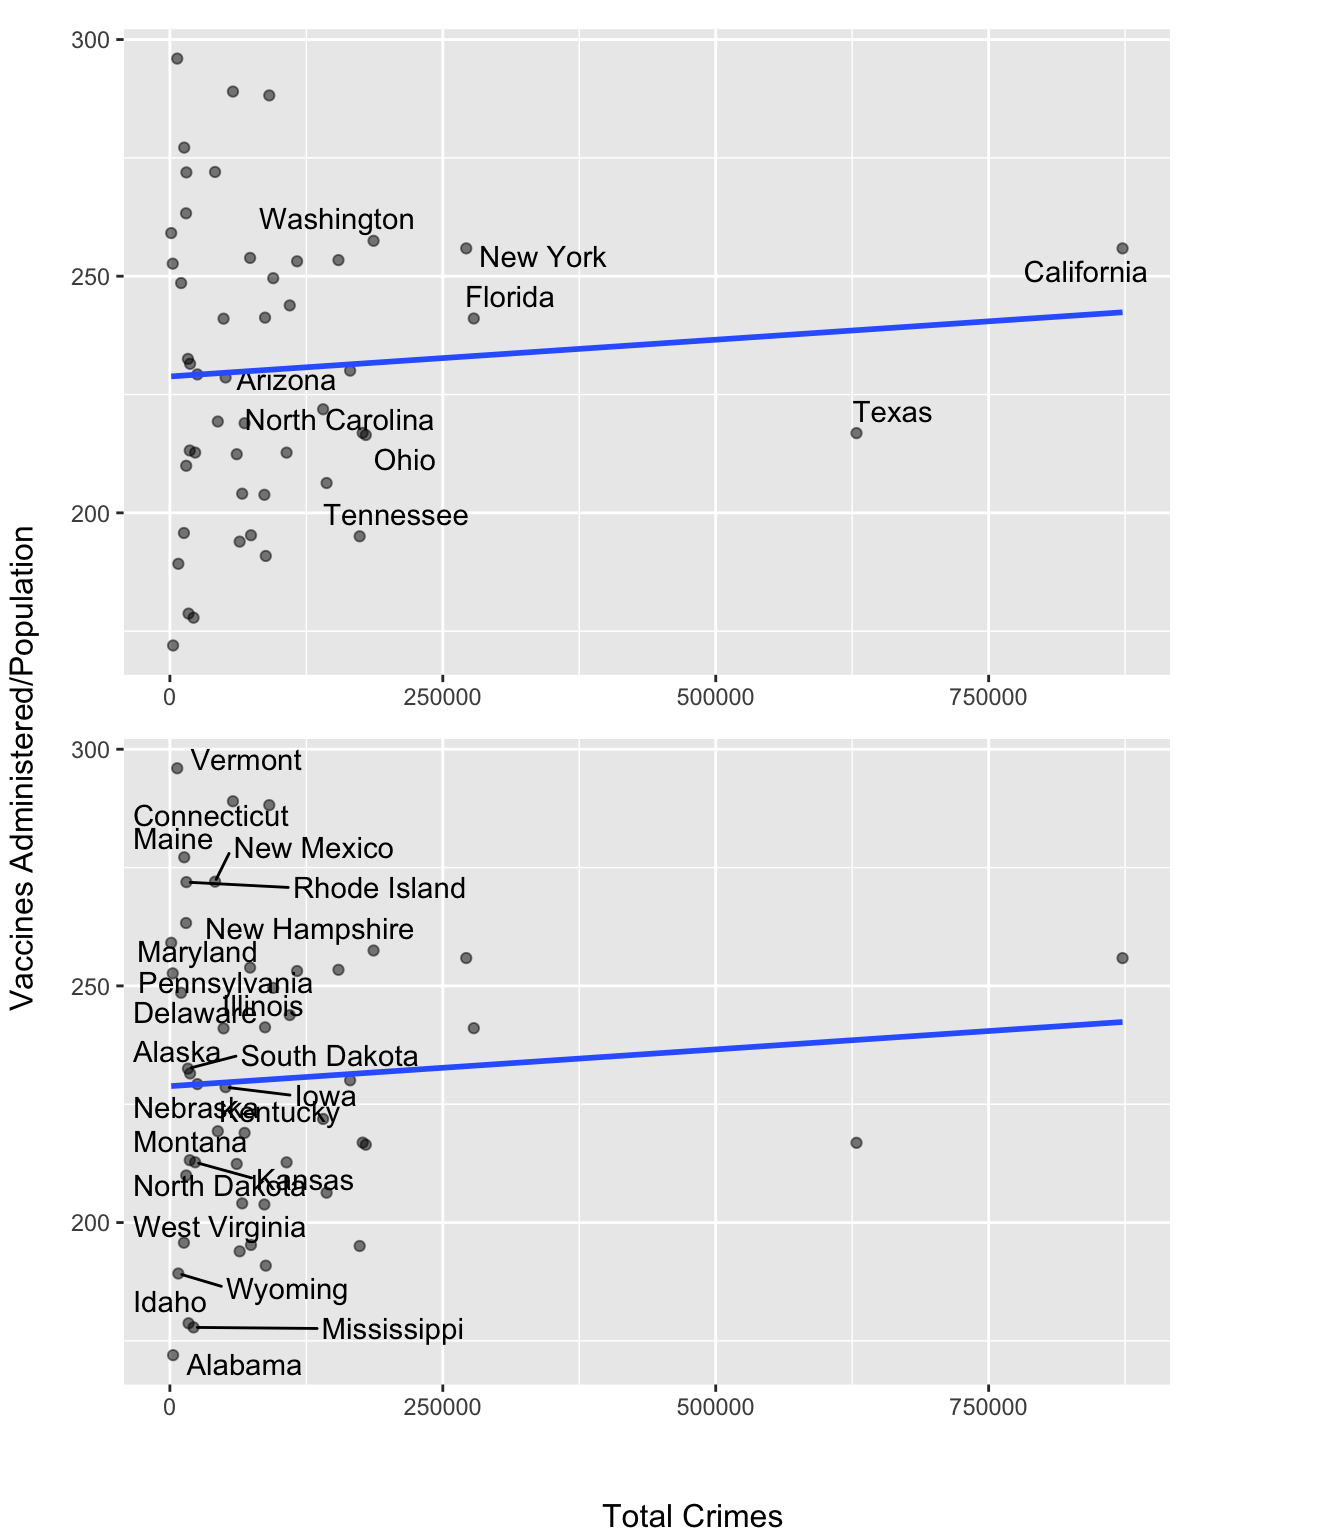 300
Washington
New York
250
California
Florida
Arizona
Texas
North Carolina
Ohio
200
Tennessee
0
250000
500000
750000
Vaccines Administered/Population
300
Vermont
Connecticut
Maine
New Mexico
Rhode Island
New Hampshire
Maryland
250
Pennsylvania
Illinois
Delaware
Alaska
South Dakota
Iowa
Nebraska
Kentucky
Montana
Kansas
North Dakota
200
West Virginia
Wyoming
Idaho
Mississippi
Alabama
0
250000
500000
750000
Total Crimes